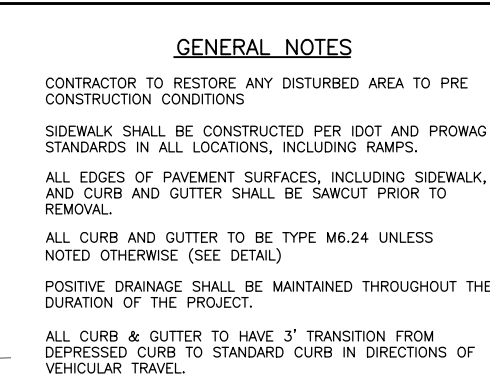 GENERAL NOTES
CONTRACTOR TO RESTORE ANY DISTURBED AREA TO PRE
CONSTRUCTION CONDITIONS
SIDEWALK SHALL BE CONSTRUCTED PER IDOT AND PROWAG
STANDARDS IN ALL LOCATIONS, INCLUDING RAMPS.
ALL EDGES OF PAVEMENT SURFACES, INCLUDING SIDEWALK,
AND CURB AND GUTTER SHALL BE SAWCUT PRIOR TO
REMOVAL.
ALL CURB AND GUTTER TO BE TYPE M6.24 UNLESS
NOTED OTHERWISE (SEE DETAIL)
POSITIVE DRAINAGE SHALL BE MAINTAINED THROUGHOUT THE
DURATION OF THE PROJECT.
ALL CURB & GUTTER TO HAVE 3' TRANSITION FROM
DEPRESSED CURB TO STANDARD CURB IN DIRECTIONS OF
VEHICULAR TRAVEL.